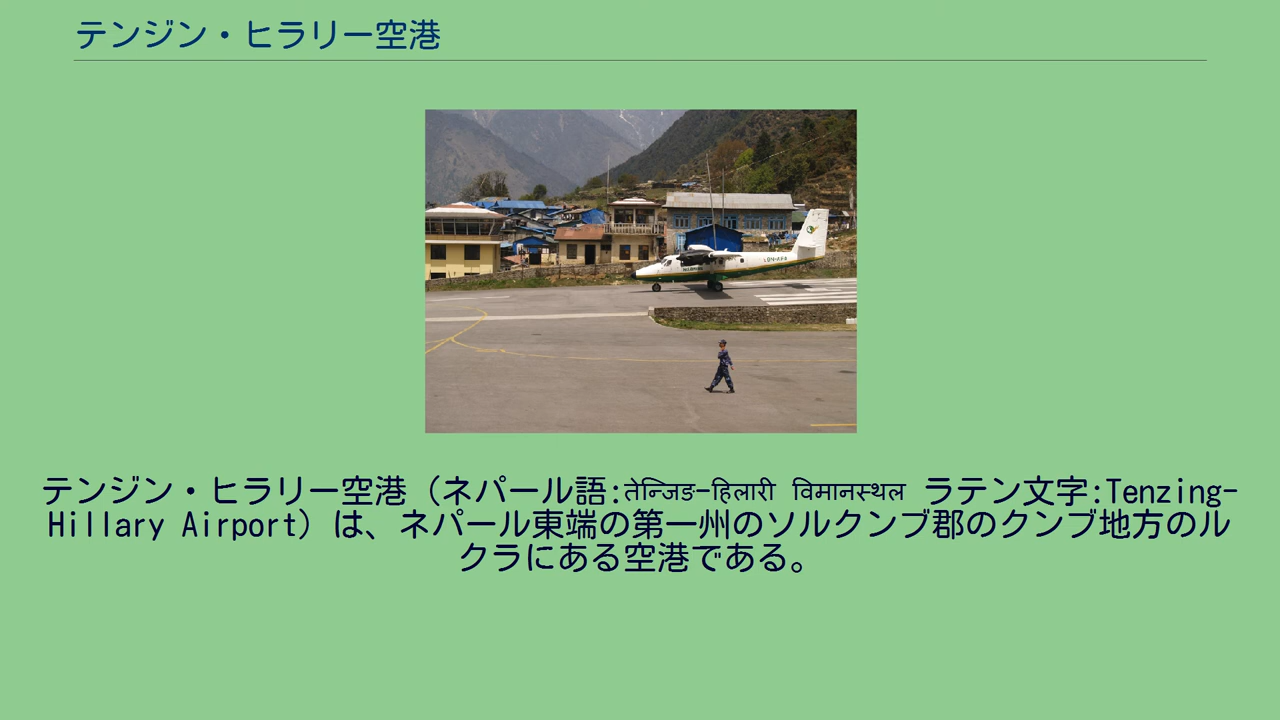 テンジン・ヒラリー空港
テンジン・ヒラリー空港（ネパール語:तेन्जिङ-हिलारी विमानस्थल ラテン文字:Tenzing-
Hillary Airport）は、ネパール東端の第一州のソルクンブ郡のクンブ地方のル
クラにある空港である。